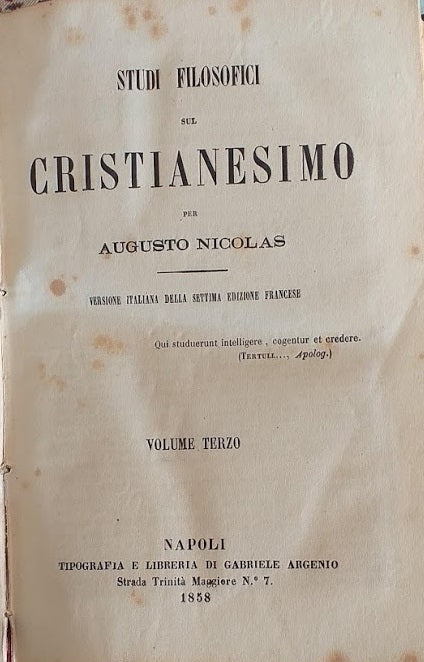 STUDI FILOSOFICI
SUL
CRISTIANESIMO
PER
AUGUSTO NICOLAS
VERSIONE ITALIANA DELLA SETTIMA EDIZIONE FRANCESE
Qui studuerunt intelligere, cogentur et credere.
(TERTULL..., Apolog.)
VOLUME TERZO
NAPOLI
TIPOGRAFIA E LIBRERIA DI GABRIELE ARGENIO
Strada Trinità Maggiore N.° 7.
1858